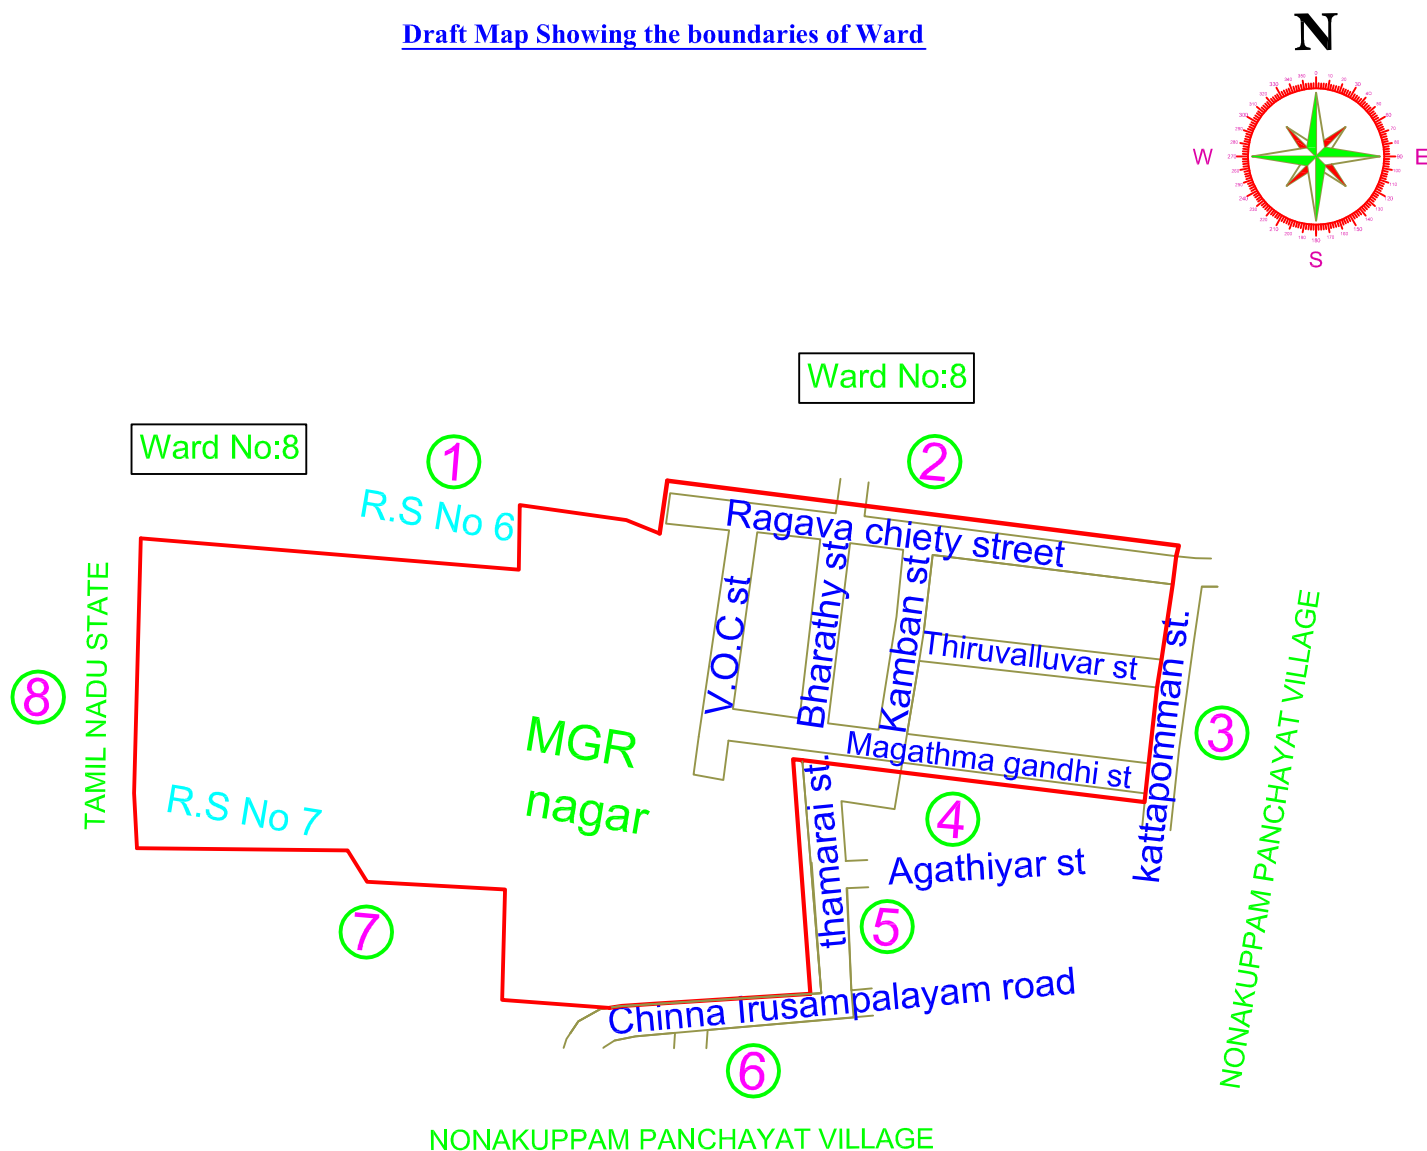 Draft Map Showing the boundaries of Ward
N
W
E
S
Ward No:8
Ward No:8
1
2
R.S No 6
Ragava chiety street
TAMIL NADU STATE
V.O.C st
Bharathy st
Kamban st
Thiruvalluvar st
kattapomman st.
NONAKUPPAM PANCHAYAT VILLAGE
8
3
MGR
nagar
Magathma gandhi st
R.S No 7
thamarai st.
4
Agathiyar st
7
5
Chinna Irusampalayam road
6
NONAKUPPAM PANCHAYAT VILLAGE